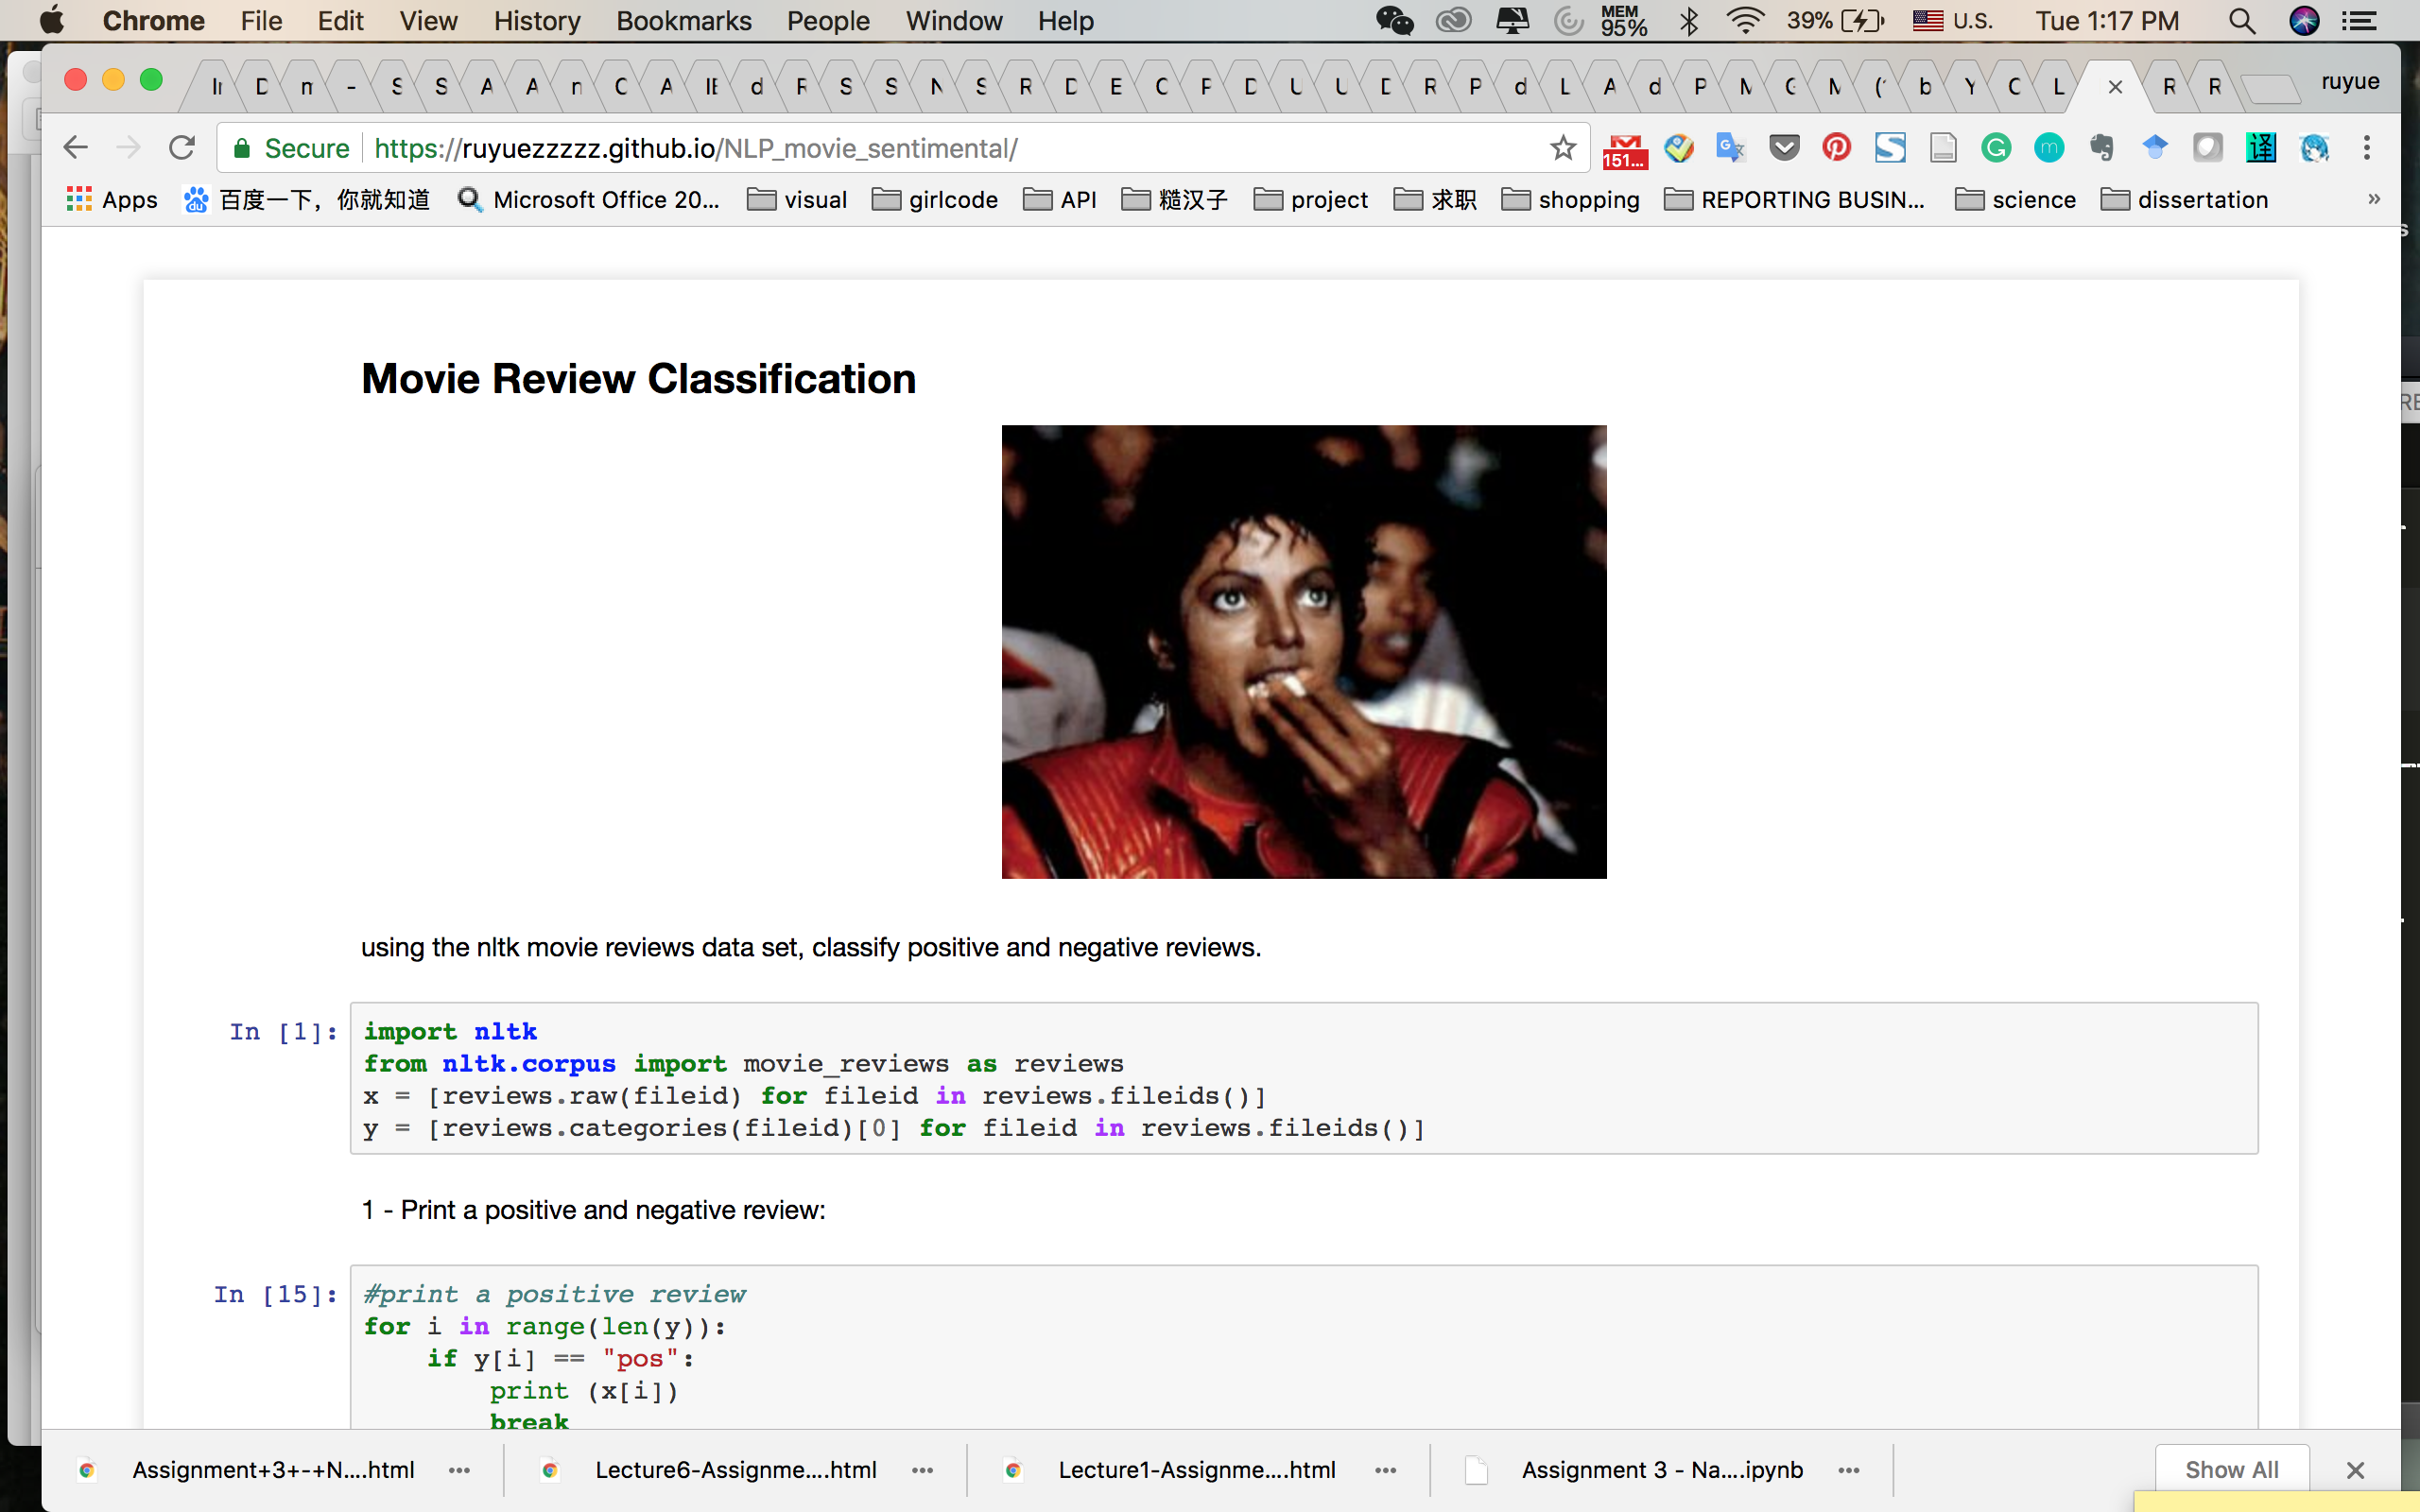 Chrome File Edit View History Bookmarks People Window Help MEM 95% 39% U.S. Tue 1:17 PM
D m - S S A A n C A d R S S N S R D E C P D U U D R P d L A d P M G M ( b Y C L R R ruyue
Secure https://ruyuezzzzz.github.io/NLP_movie_sentimental/ 151...
Apps 百度一下，你就知道 Microsoft Office 20... visual girlcode API 糙汉子 project 求职 shopping REPORTING BUSIN... science dissertation »
Movie Review Classification
using the nltk movie reviews data set, classify positive and negative reviews.
In [1]: import nltk
from nltk.corpus import movie_reviews as reviews
x = [reviews.raw(fileid) for fileid in reviews.fileids()]
y = [reviews.categories(fileid)[0] for fileid in reviews.fileids()]
1 - Print a positive and negative review:
In [15]: #print a positive review
for i in range(len(y)):
if y[i] == "pos":
print (x[i])
break
Assignment+3+-+N....html Lecture6-Assignme....html Lecture1-Assignme....html Assignment 3 - Na....ipynb Show All